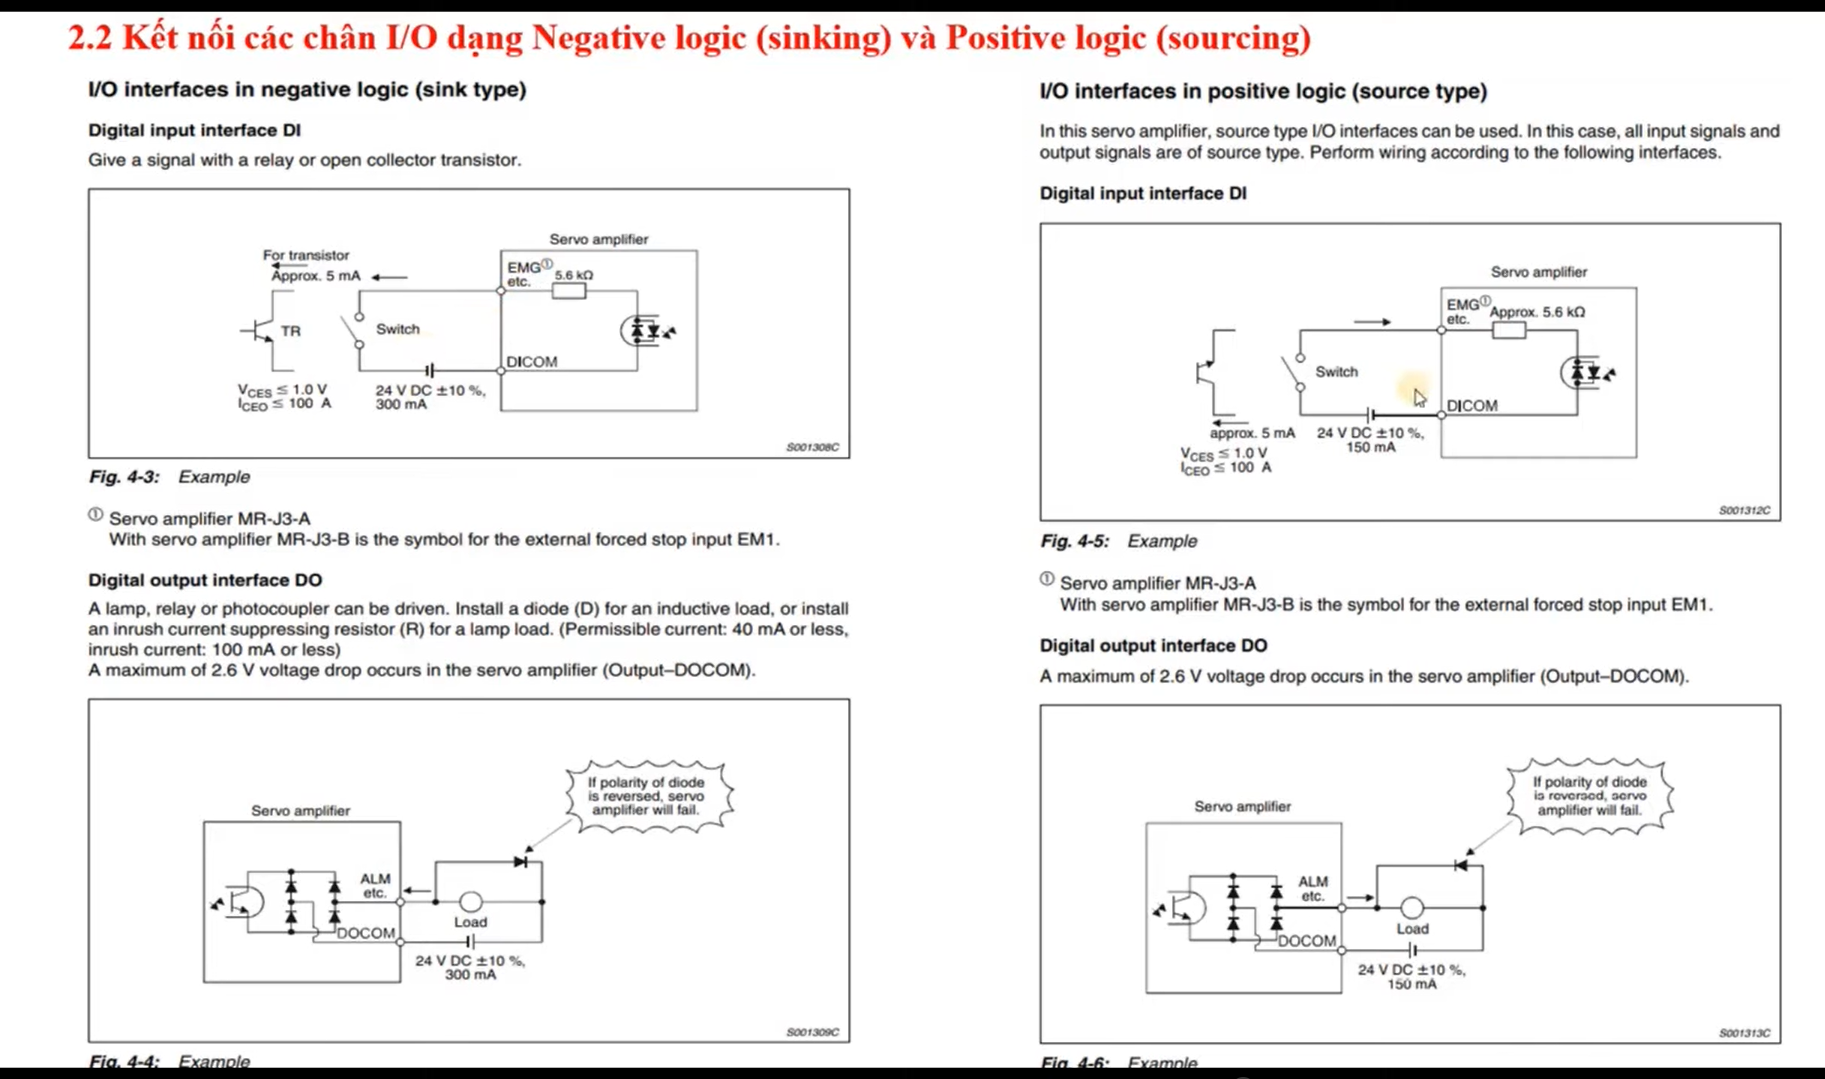 2.2 Kết nối các chân I/O dạng Negative logic (sinking) và Positive logic (sourcing)
I/O interfaces in negative logic (sink type)
Digital input interface DI
Give a signal with a relay or open collector transistor.
Servo amplifier
For transistor
Approx. 5 mA
EMG①
etc.
5.6 kΩ
TR
Switch
DICOM
VCES ≤ 1.0 V
ICEO ≤ 100 A
24 V DC ±10 %,
300 mA
S001308C
Fig. 4-3: Example
① Servo amplifier MR-J3-A
With servo amplifier MR-J3-B is the symbol for the external forced stop input EM1.
Digital output interface DO
A lamp, relay or photocoupler can be driven. Install a diode (D) for an inductive load, or install
an inrush current suppressing resistor (R) for a lamp load. (Permissible current: 40 mA or less,
inrush current: 100 mA or less)
A maximum of 2.6 V voltage drop occurs in the servo amplifier (Output–DOCOM).
If polarity of diode
is reversed, servo
amplifier will fail.
Servo amplifier
ALM
etc.
Load
DOCOM
24 V DC ±10 %,
300 mA
S001309C
Fig. 4-4: Example
I/O interfaces in positive logic (source type)
In this servo amplifier, source type I/O interfaces can be used. In this case, all input signals and
output signals are of source type. Perform wiring according to the following interfaces.
Digital input interface DI
Servo amplifier
EMG①
etc.
Approx. 5.6 kΩ
Switch
DICOM
approx. 5 mA
VCES ≤ 1.0 V
ICEO ≤ 100 A
24 V DC ±10 %,
150 mA
S001312C
Fig. 4-5: Example
① Servo amplifier MR-J3-A
With servo amplifier MR-J3-B is the symbol for the external forced stop input EM1.
Digital output interface DO
A maximum of 2.6 V voltage drop occurs in the servo amplifier (Output–DOCOM).
If polarity of diode
is reversed, servo
amplifier will fail.
Servo amplifier
ALM
etc.
Load
DOCOM
24 V DC ±10 %,
150 mA
S001313C
Fig. 4-6: Example